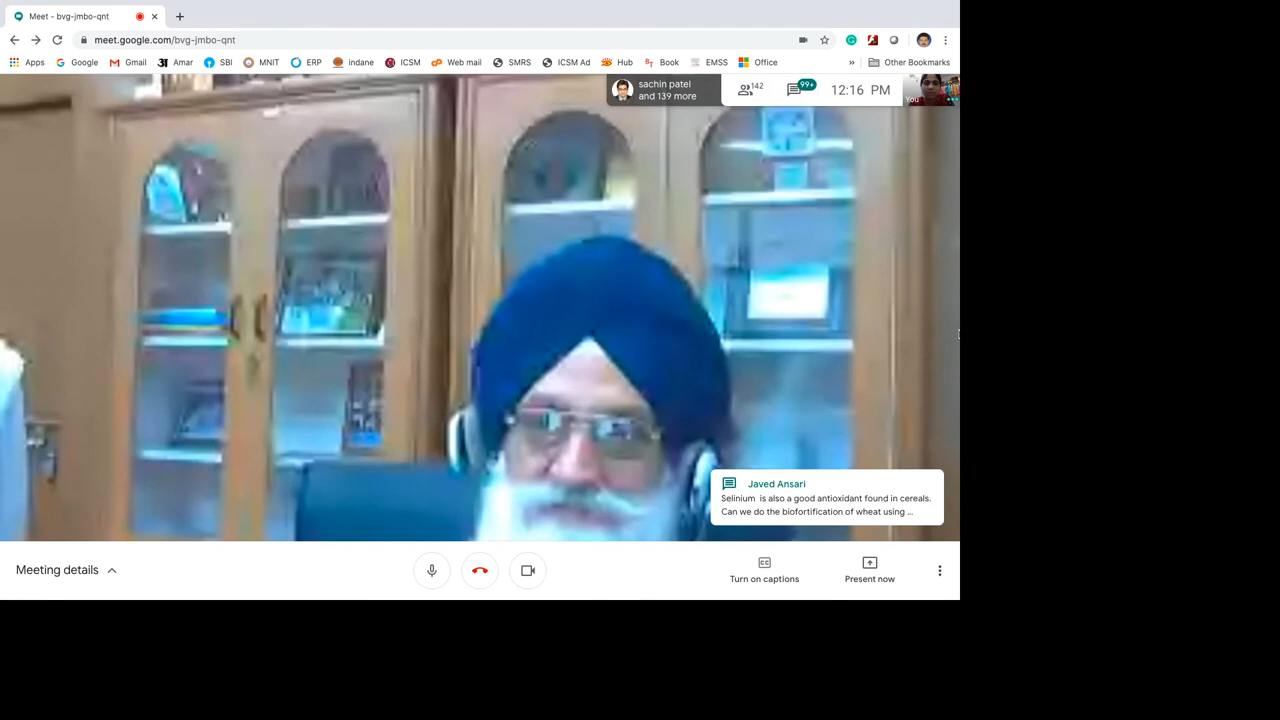 Meet - bvg-jmbo-qnt
meet.google.com/bvg-jmbo-qnt
Apps Google Gmail Amar SBI MNIT ERP indane ICSM Web mail SMRS ICSM Ad Hub Book EMSS Office » Other Bookmarks
sachin patel
and 139 more
142
99+
12:16 PM
You
Javed Ansari
Selinium is also a good antioxidant found in cereals.
Can we do the biofortification of wheat using ...
Meeting details
Turn on captions
Present now